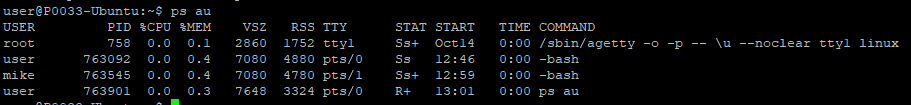 user@P0033-Ubuntu:~$ ps au
USER         PID %CPU %MEM    VSZ   RSS TTY      STAT START   TIME COMMAND
root         758  0.0  0.1   2860  1752 tty1     Ss+  Oct14   0:00 /sbin/agetty -o -p -- \u --noclear tty1 linux
user      763092  0.0  0.4   7080  4880 pts/0    Ss   12:46   0:00 -bash
mike      763545  0.0  0.4   7080  4780 pts/1    Ss+  12:59   0:00 -bash
user      763901  0.0  0.3   7648  3324 pts/0    R+   13:01   0:00 ps au
user@P0033-Ubuntu:~$